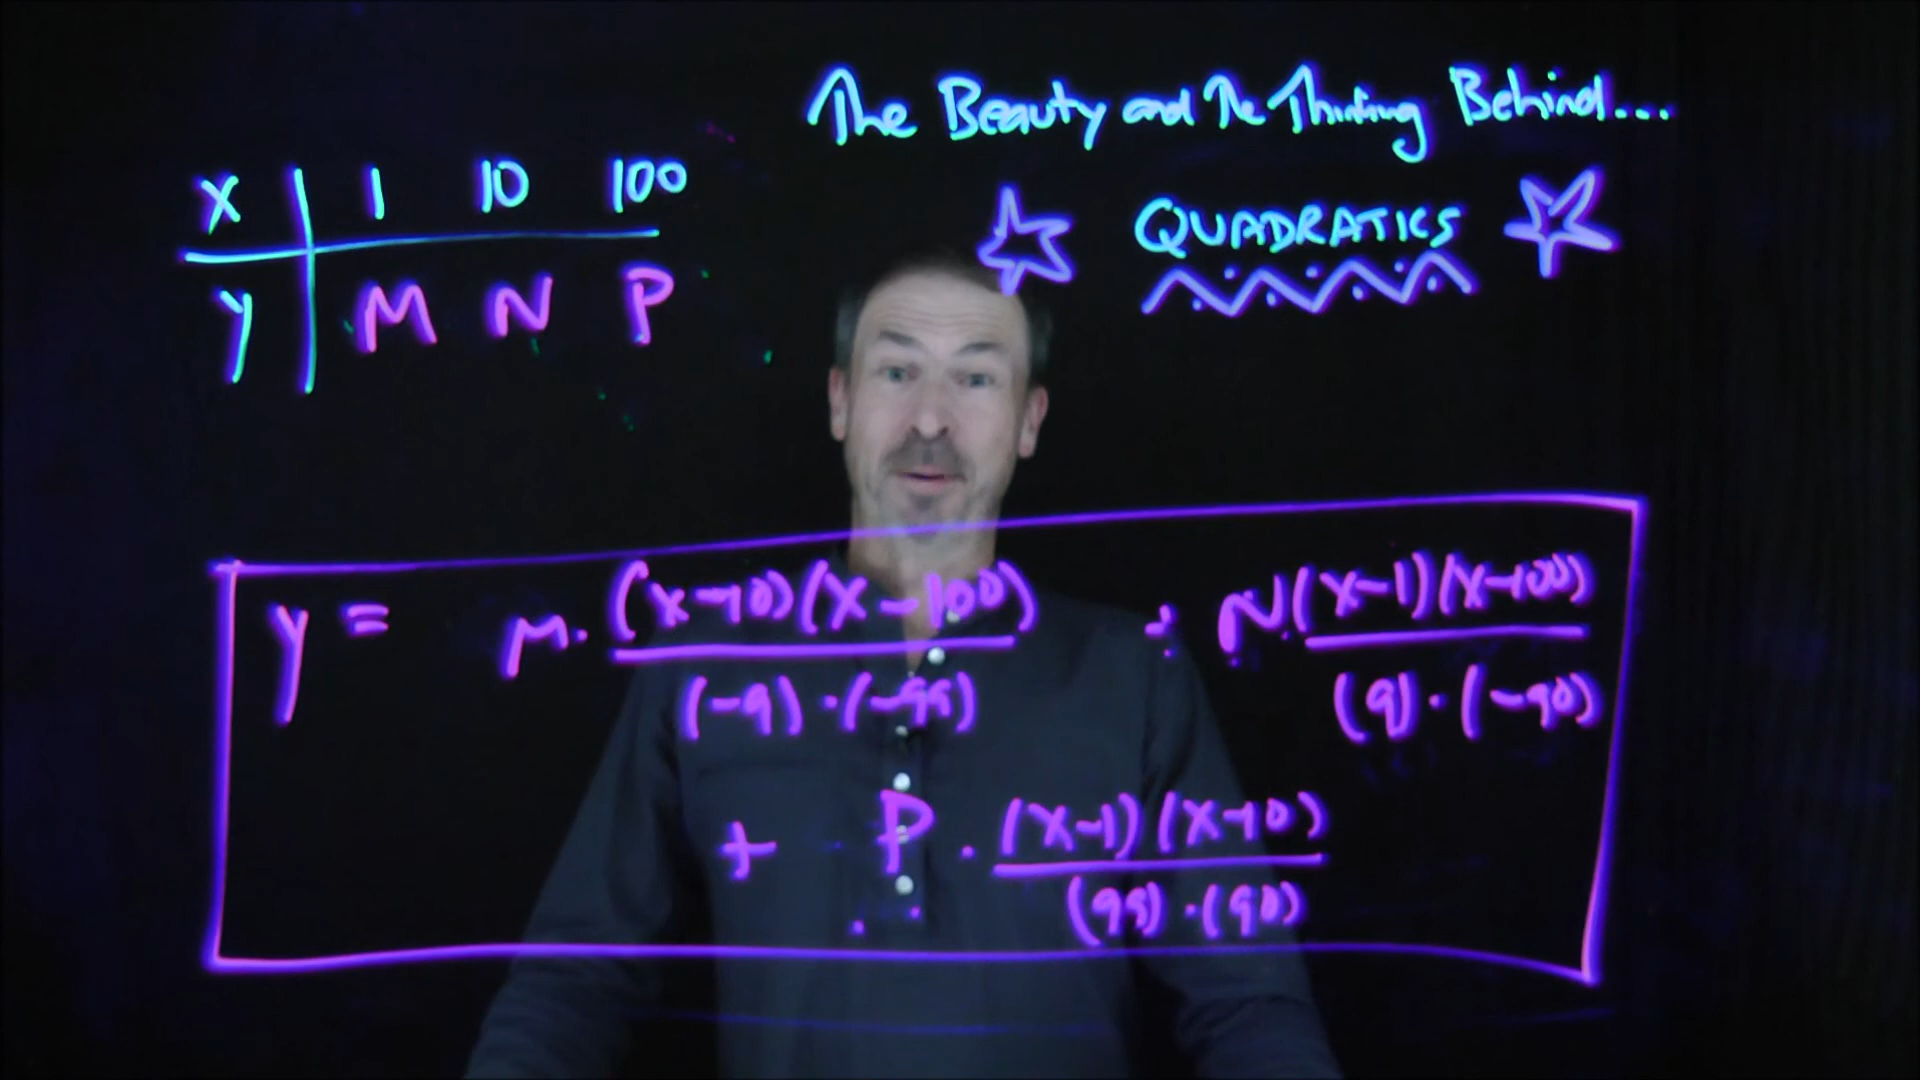 The Beauty and The Thinking Behind...
QUADRATICS
X 1 10 100
y M N P
y = M · (x-10)(x-100) / (-9)·(-99) + N · (x-1)(x-100) / (9)·(-90)
+ P · (x-1)(x-10) / (99)·(90)